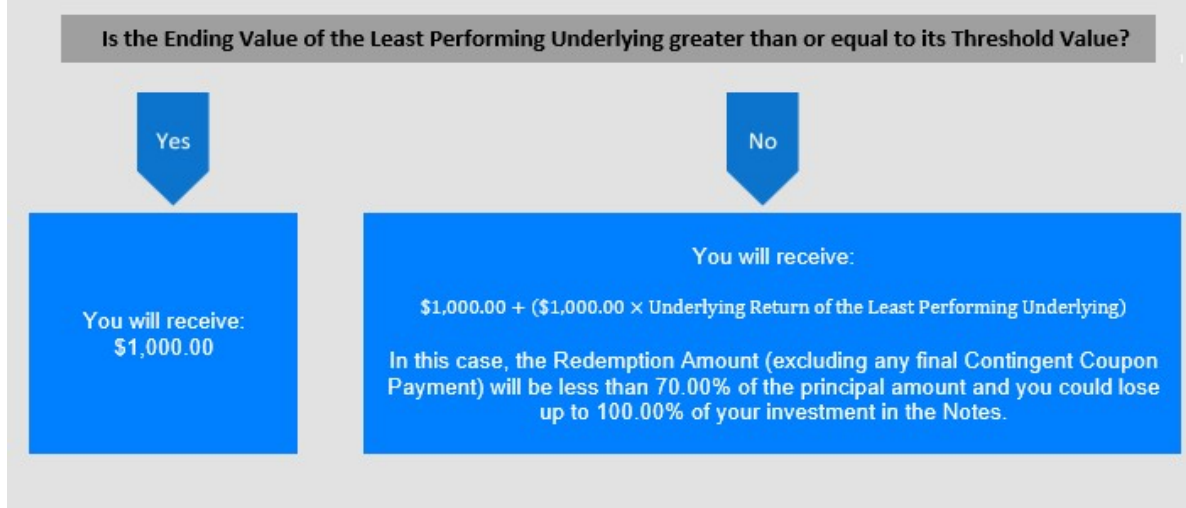 Is the Ending Value of the Least Performing Underlying greater than or equal to its Threshold Value?
Yes
No
You will receive:
$1,000.00
You will receive:
$1,000.00 + ($1,000.00 × Underlying Return of the Least Performing Underlying)
In this case, the Redemption Amount (excluding any final Contingent Coupon
Payment) will be less than 70.00% of the principal amount and you could lose
up to 100.00% of your investment in the Notes.